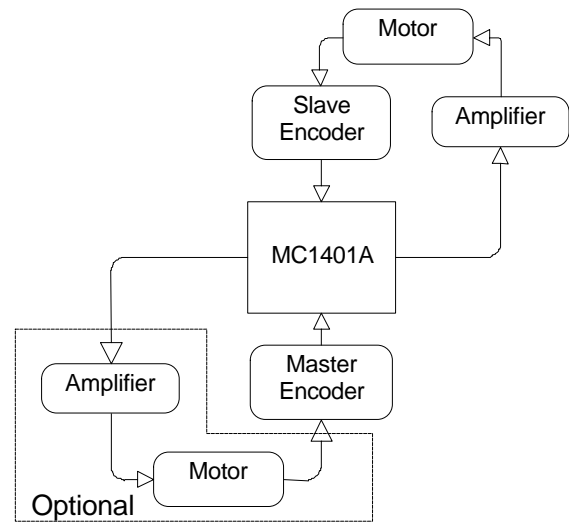 Motor
Slave
Encoder
Amplifier
MC1401A
Master
Encoder
Amplifier
Motor
Optional